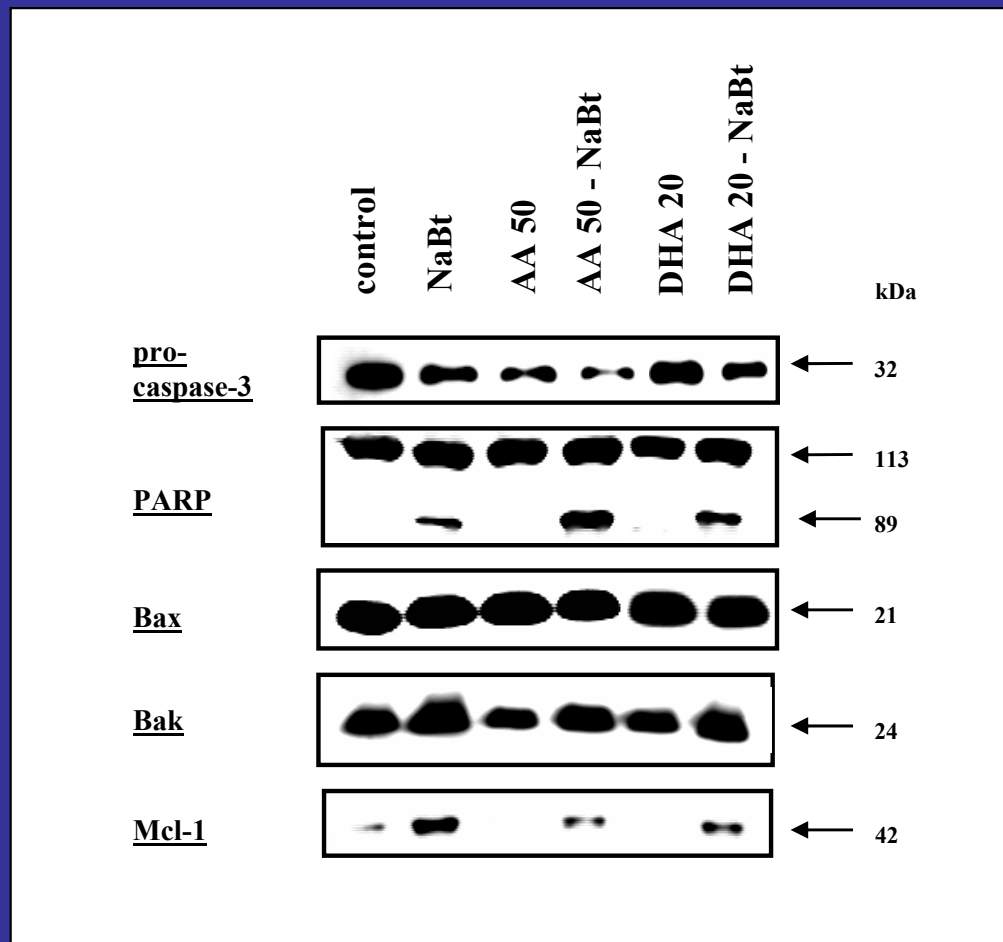 control
NaBt
AA 50
AA 50 - NaBt
DHA 20
DHA 20 - NaBt
kDa
pro-
caspase-3
32
PARP
113
89
Bax
21
Bak
24
Mcl-1
42